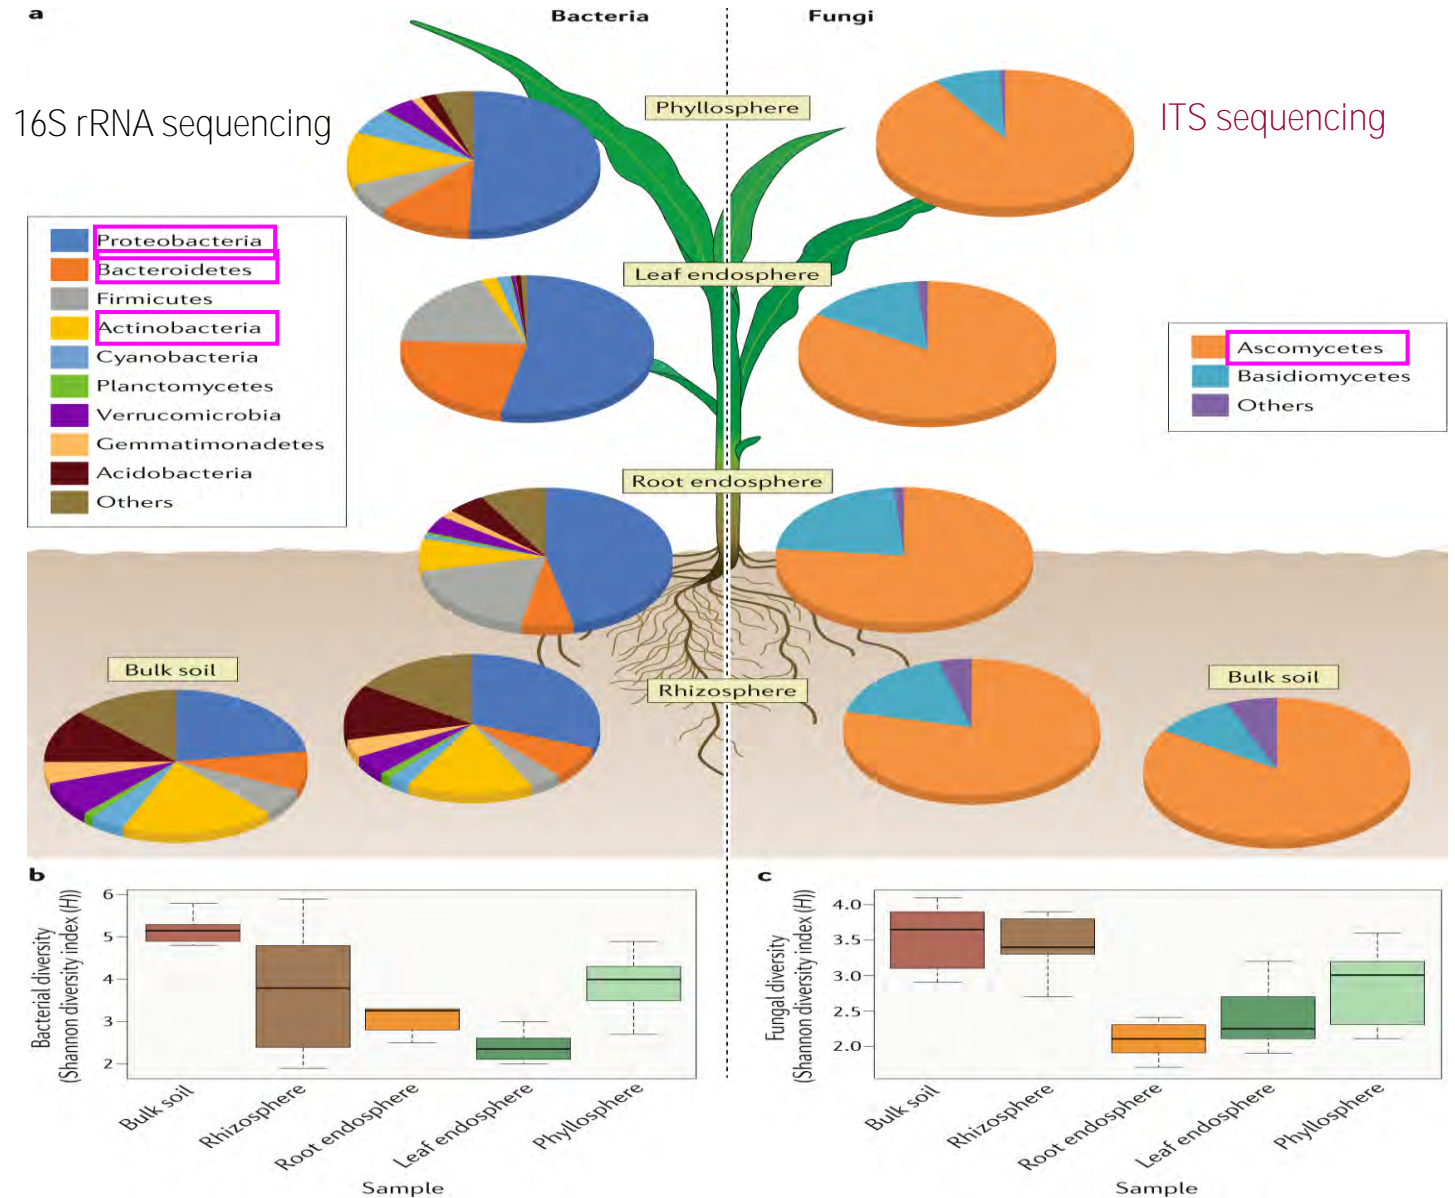 a
Bacteria
Fungi
16S rRNA sequencing
ITS sequencing
Phyllosphere
Proteobacteria
Bacteroidetes
Firmicutes
Actinobacteria
Cyanobacteria
Planctomycetes
Verrucomicrobia
Gemmatimonadetes
Acidobacteria
Others
Leaf endosphere
Ascomycetes
Basidiomycetes
Others
Root endosphere
Bulk soil
Rhizosphere
Bulk soil
b
Bacterial diversity
(Shannon diversity index (H))
6
5
4
3
2
Bulk soil
Rhizosphere
Root endosphere
Leaf endosphere
Phyllosphere
Sample
c
Fungal diversity
(Shannon diversity index (H))
4.0
3.5
3.0
2.5
2.0
Bulk soil
Rhizosphere
Root endosphere
Leaf endosphere
Phyllosphere
Sample